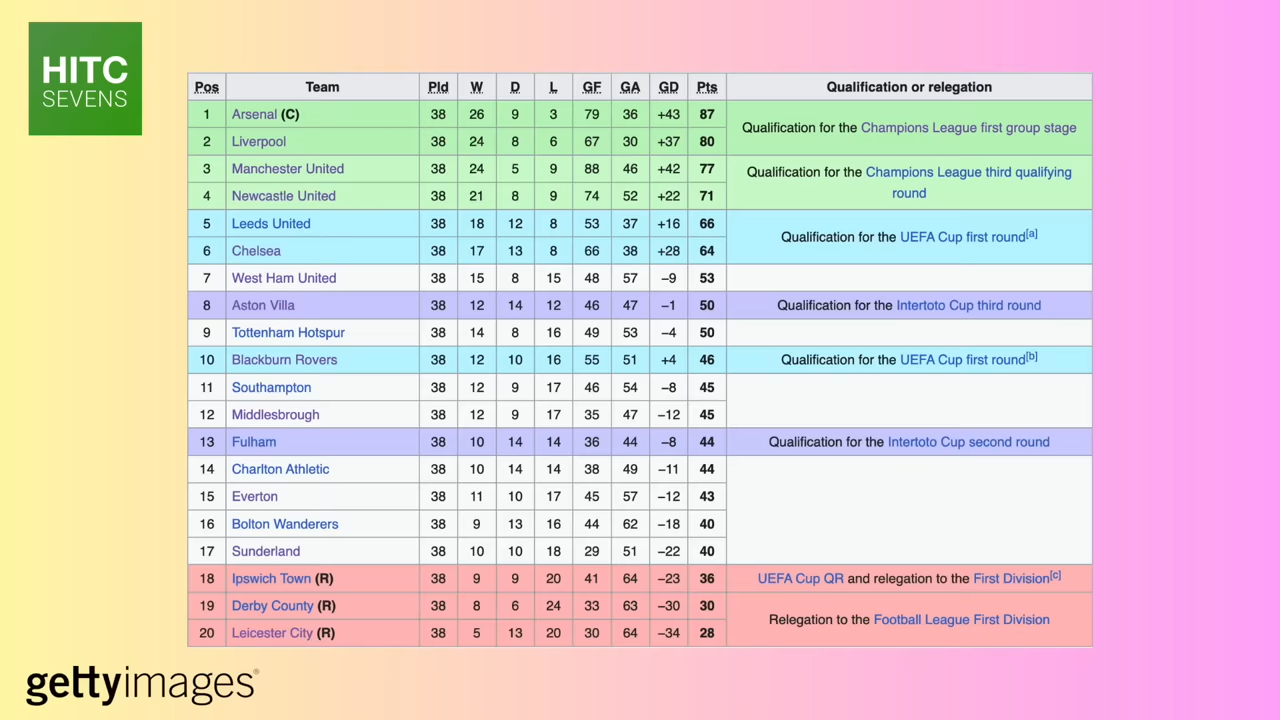 HITC
SEVENS
Pos Team Pld W D L GF GA GD Pts Qualification or relegation
1 Arsenal (C) 38 26 9 3 79 36 +43 87 Qualification for the Champions League first group stage
2 Liverpool 38 24 8 6 67 30 +37 80
3 Manchester United 38 24 5 9 88 46 +42 77 Qualification for the Champions League third qualifying
round
4 Newcastle United 38 21 8 9 74 52 +22 71
5 Leeds United 38 18 12 8 53 37 +16 66 Qualification for the UEFA Cup first round[a]
6 Chelsea 38 17 13 8 66 38 +28 64
7 West Ham United 38 15 8 15 48 57 −9 53
8 Aston Villa 38 12 14 12 46 47 −1 50 Qualification for the Intertoto Cup third round
9 Tottenham Hotspur 38 14 8 16 49 53 −4 50
10 Blackburn Rovers 38 12 10 16 55 51 +4 46 Qualification for the UEFA Cup first round[b]
11 Southampton 38 12 9 17 46 54 −8 45
12 Middlesbrough 38 12 9 17 35 47 −12 45
13 Fulham 38 10 14 14 36 44 −8 44 Qualification for the Intertoto Cup second round
14 Charlton Athletic 38 10 14 14 38 49 −11 44
15 Everton 38 11 10 17 45 57 −12 43
16 Bolton Wanderers 38 9 13 16 44 62 −18 40
17 Sunderland 38 10 10 18 29 51 −22 40
18 Ipswich Town (R) 38 9 9 20 41 64 −23 36 UEFA Cup QR and relegation to the First Division[c]
19 Derby County (R) 38 8 6 24 33 63 −30 30 Relegation to the Football League First Division
20 Leicester City (R) 38 5 13 20 30 64 −34 28
gettyimages®